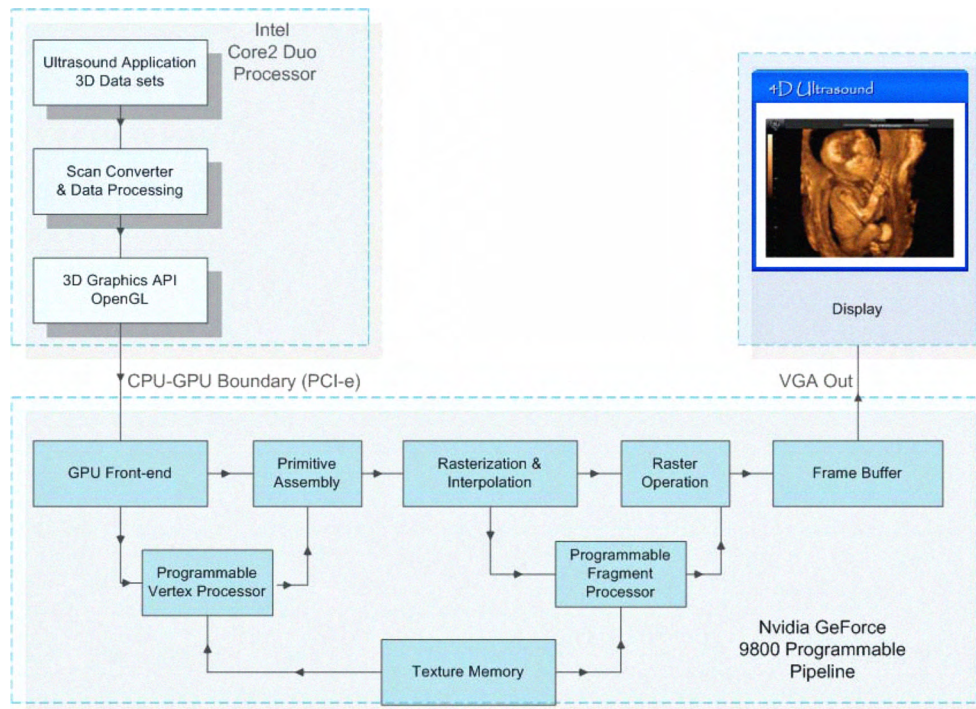 Intel
Core2 Duo
Processor
Ultrasound Application
3D Data sets
Scan Converter
& Data Processing
3D Graphics API
OpenGL
4D Ultrasound
Display
CPU-GPU Boundary (PCI-e)
VGA Out
GPU Front-end
Primitive
Assembly
Rasterization &
Interpolation
Raster
Operation
Frame Buffer
Programmable
Vertex Processor
Programmable
Fragment
Processor
Texture Memory
Nvidia GeForce
9800 Programmable
Pipeline